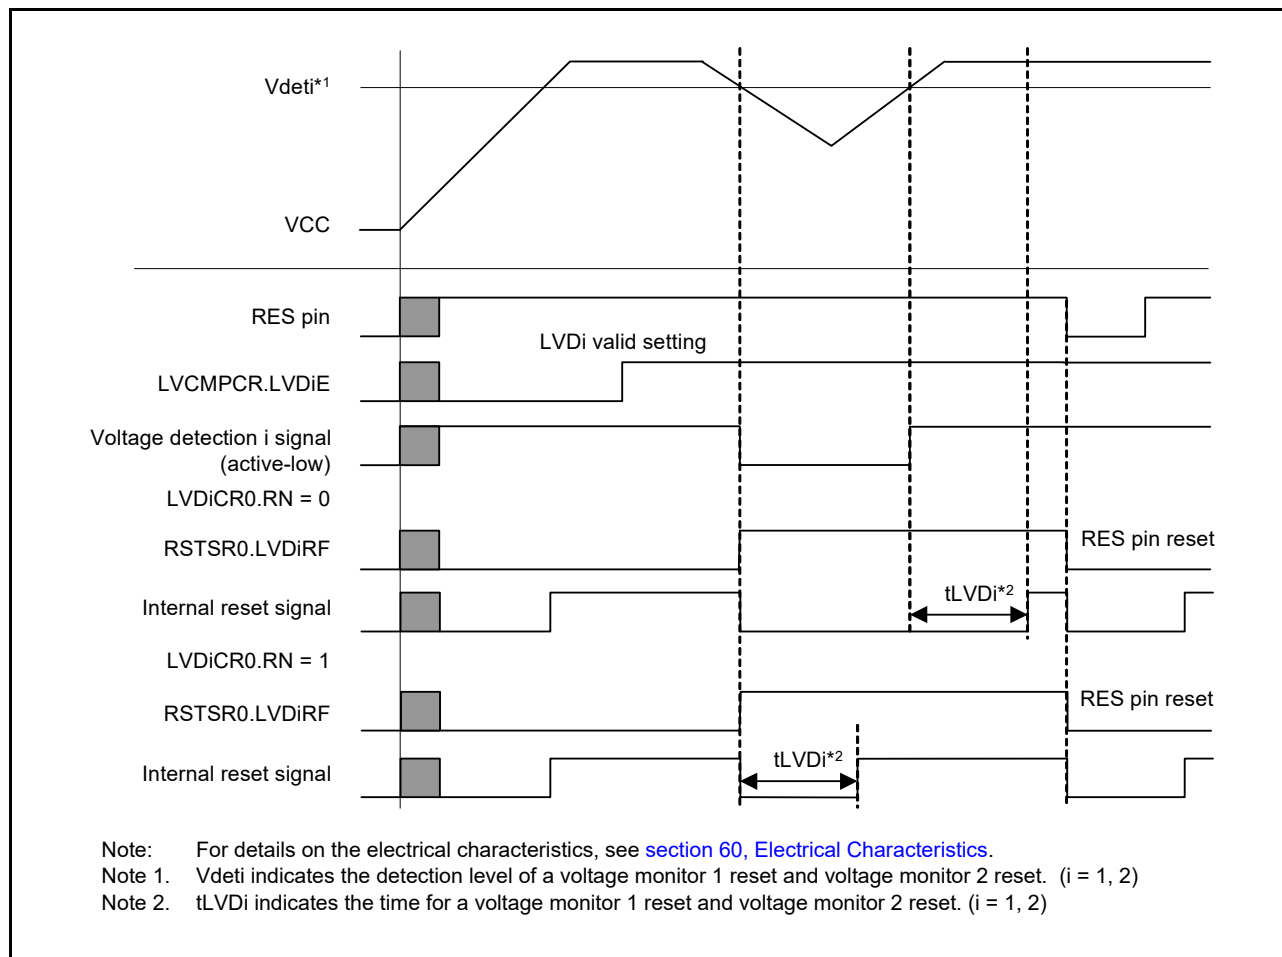 Vdeti*1
VCC
RES pin
LVDi valid setting
LVCMPCR.LVDiE
Voltage detection i signal
(active-low)
LVDiCR0.RN = 0
RSTSR0.LVDiRF
RES pin reset
tLVDi*2
Internal reset signal
LVDiCR0.RN = 1
RSTSR0.LVDiRF
RES pin reset
tLVDi*2
Internal reset signal
Note: For details on the electrical characteristics, see section 60, Electrical Characteristics.
Note 1. Vdeti indicates the detection level of a voltage monitor 1 reset and voltage monitor 2 reset. (i = 1, 2)
Note 2. tLVDi indicates the time for a voltage monitor 1 reset and voltage monitor 2 reset. (i = 1, 2)